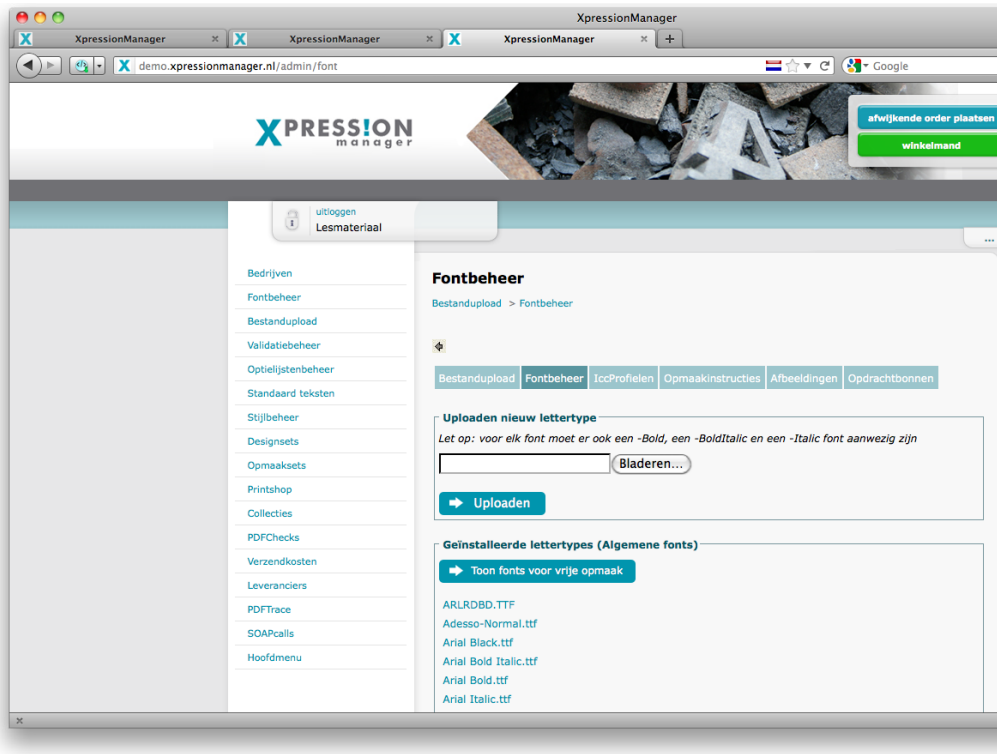 XpressionManager
X XpressionManager × X XpressionManager × X XpressionManager × +
X demo.xpressionmanager.nl/admin/font Google
XPRESS!ON
manager
afwijkende order plaatsen
winkelmand
uitloggen
Lesmateriaal
...
Bedrijven
Fontbeheer
Bestandupload
Validatiebeheer
Optielijstenbeheer
Standaard teksten
Stijlbeheer
Designsets
Opmaaksets
Printshop
Collecties
PDFChecks
Verzendkosten
Leveranciers
PDFTrace
SOAPcalls
Hoofdmenu
Fontbeheer
Bestandupload > Fontbeheer
Bestandupload Fontbeheer IccProfielen Opmaakinstructies Afbeeldingen Opdrachtbonnen
Uploaden nieuw lettertype
Let op: voor elk font moet er ook een -Bold, een -BoldItalic en een -Italic font aanwezig zijn
Bladeren...
Uploaden
Geïnstalleerde lettertypes (Algemene fonts)
Toon fonts voor vrije opmaak
ARLRDBD.TTF
Adesso-Normal.ttf
Arial Black.ttf
Arial Bold Italic.ttf
Arial Bold.ttf
Arial Italic.ttf
×